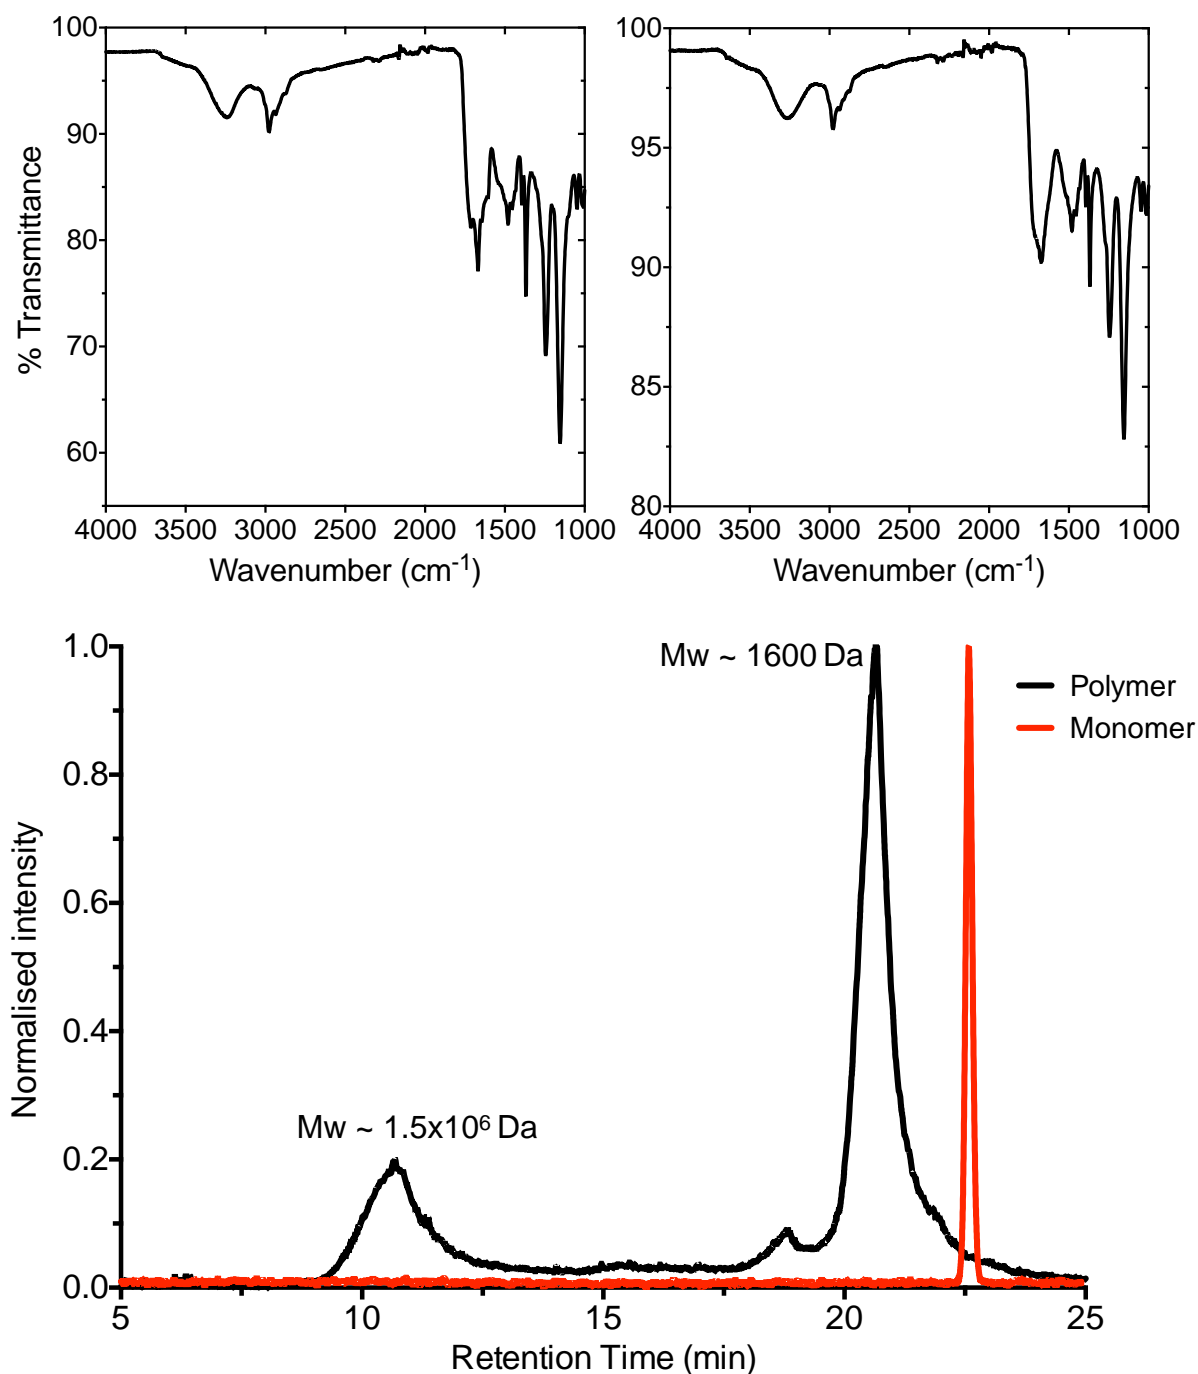 100
90
80
70
60
% Transmittance
4000 3500 3000 2500 2000 1500 1000
Wavenumber (cm-1)
100
95
90
85
80
4000 3500 3000 2500 2000 1500 1000
Wavenumber (cm-1)
1.0
0.8
0.6
0.4
0.2
0.0
Normalised intensity
Mw ~ 1600 Da
Polymer
Monomer
Mw ~ 1.5x10⁶ Da
5 10 15 20 25
Retention Time (min)